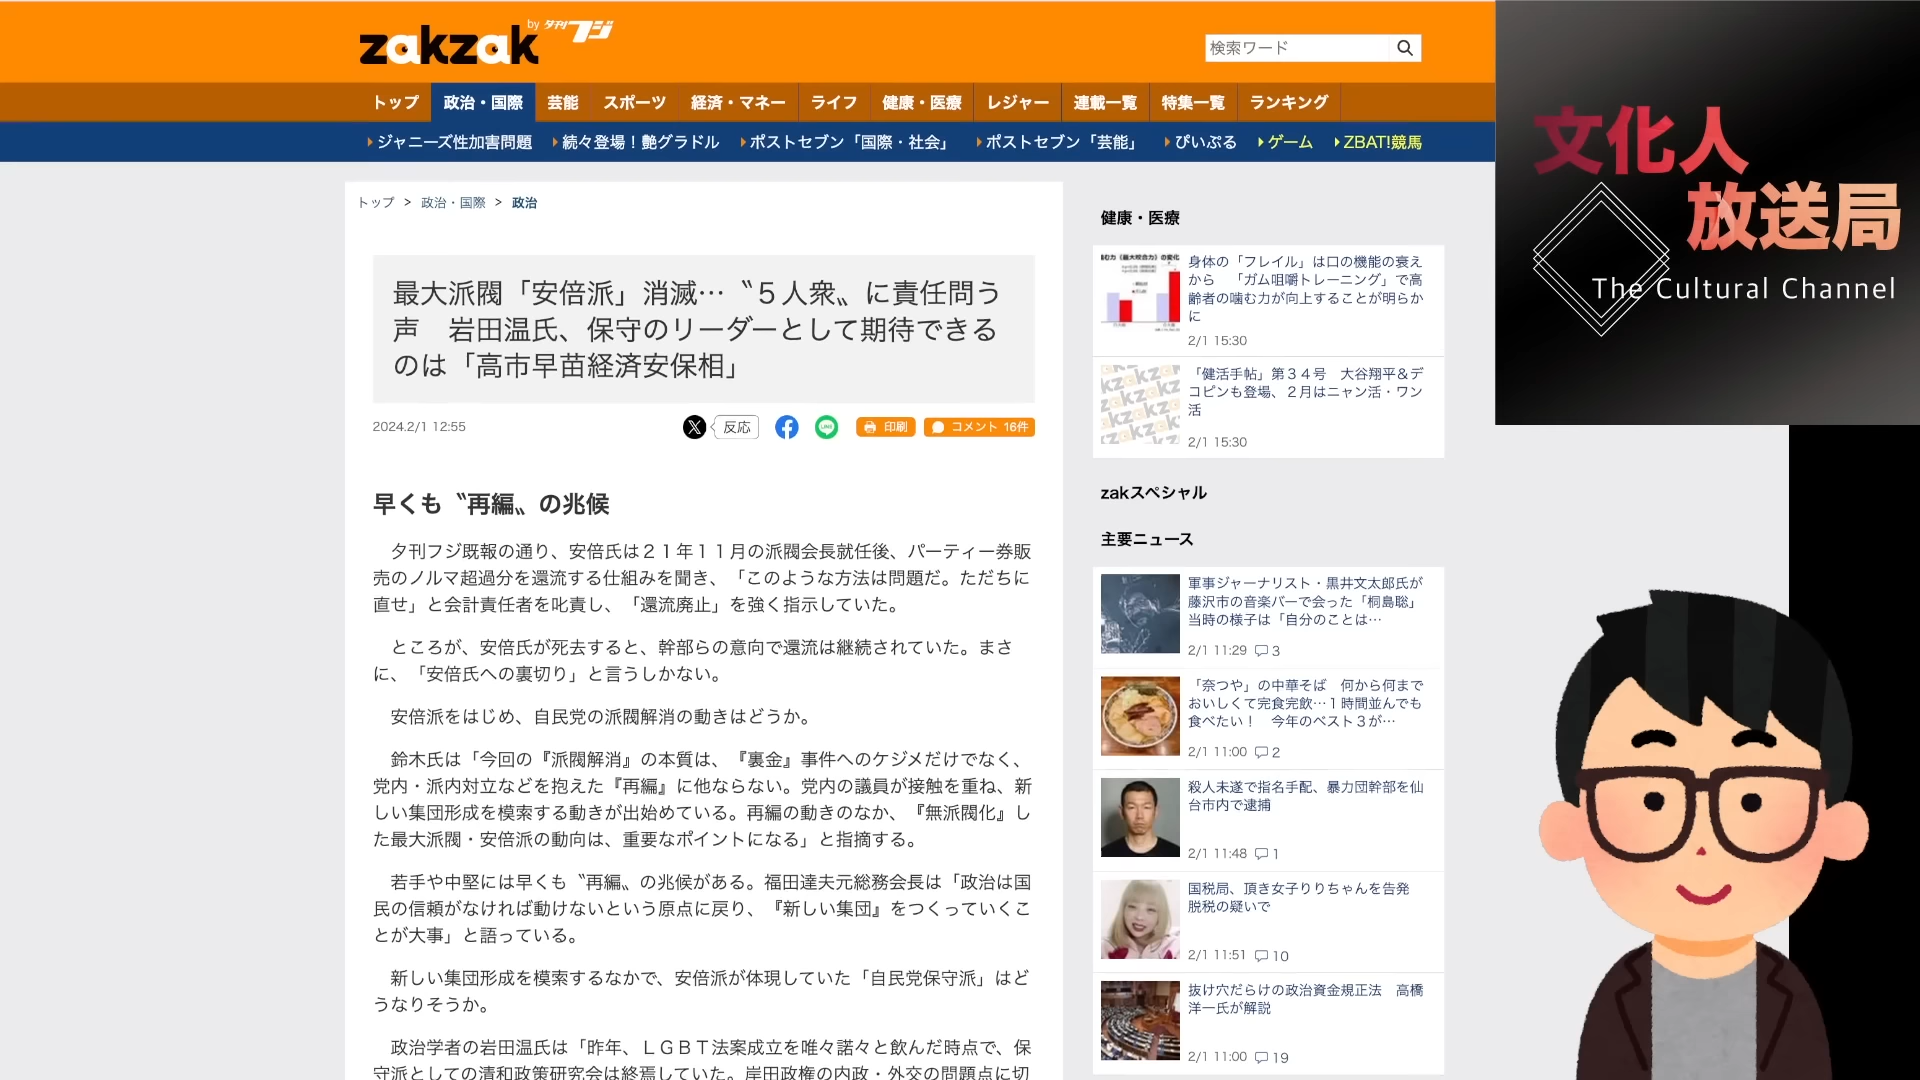 zakzak by 夕刊フジ
検索ワード
トップ 政治・国際 芸能 スポーツ 経済・マネー ライフ 健康・医療 レジャー 連載一覧 特集一覧 ランキング
ジャニーズ性加害問題 続々登場！艶グラドル ポストセブン「国際・社会」 ポストセブン「芸能」 ぴいぷる ゲーム ZBAT!競馬
トップ > 政治・国際 > 政治
最大派閥「安倍派」消滅…〝５人衆〟に責任問う
声　岩田温氏、保守のリーダーとして期待できる
のは「高市早苗経済安保相」
2024.2/1 12:55
反応
LINE
印刷
コメント 16件
早くも〝再編〟の兆候
夕刊フジ既報の通り、安倍氏は２１年１１月の派閥会長就任後、パーティー券販
売のノルマ超過分を還流する仕組みを聞き、「このような方法は問題だ。ただちに
直せ」と会計責任者を叱責し、「還流廃止」を強く指示していた。
ところが、安倍氏が死去すると、幹部らの意向で還流は継続されていた。まさ
に、「安倍氏への裏切り」と言うしかない。
安倍派をはじめ、自民党の派閥解消の動きはどうか。
鈴木氏は「今回の『派閥解消』の本質は、『裏金』事件へのケジメだけでなく、
党内・派内対立などを抱えた『再編』に他ならない。党内の議員が接触を重ね、新
しい集団形成を模索する動きが出始めている。再編の動きのなか、『無派閥化』し
た最大派閥・安倍派の動向は、重要なポイントになる」と指摘する。
若手や中堅には早くも〝再編〟の兆候がある。福田達夫元総務会長は「政治は国
民の信頼がなければ動けないという原点に戻り、『新しい集団』をつくっていくこ
とが大事」と語っている。
新しい集団形成を模索するなかで、安倍派が体現していた「自民党保守派」はど
うなりそうか。
政治学者の岩田温氏は「昨年、ＬＧＢＴ法案成立を唯々諾々と飲んだ時点で、保
守派としての清和政策研究会は終焉していた。岸田政権の内政・外交の問題点に切
健康・医療
身体の「フレイル」は口の機能の衰え
から　「ガム咀嚼トレーニング」で高
齢者の噛む力が向上することが明らか
に
2/1 15:30
「健活手帖」第３４号　大谷翔平＆デ
コピンも登場、２月はニャン活・ワン
活
2/1 15:30
zakスペシャル
主要ニュース
軍事ジャーナリスト・黒井文太郎氏が
藤沢市の音楽バーで会った「桐島聡」
当時の様子は「自分のことは…
2/1 11:29 3
「奈つや」の中華そば　何から何まで
おいしくて完食完飲…１時間並んでも
食べたい！　今年のベスト３が…
2/1 11:00 2
殺人未遂で指名手配、暴力団幹部を仙
台市内で逮捕
2/1 11:48 1
国税局、頂き女子りりちゃんを告発
脱税の疑いで
2/1 11:51 10
抜け穴だらけの政治資金規正法　高橋
洋一氏が解説
2/1 11:00 19
文化人
放送局
The Cultural Channel